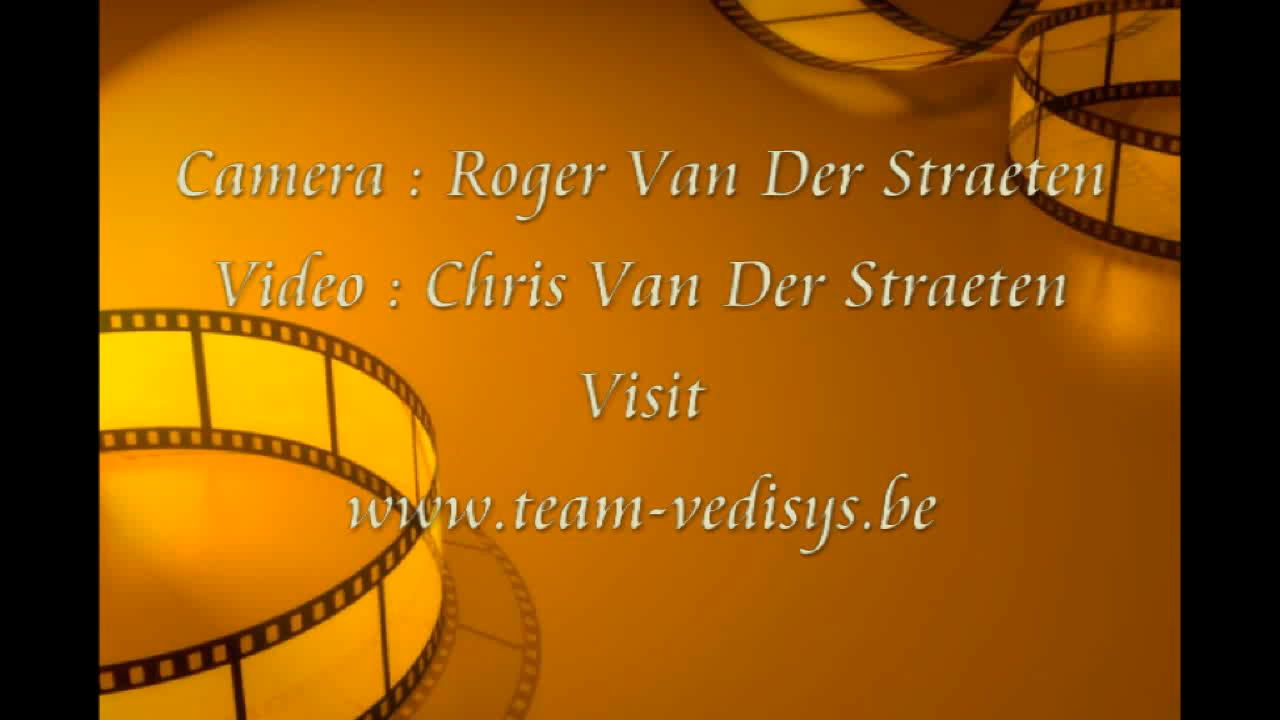 Camera : Roger Van Der Straeten
Video : Chris Van Der Straeten
Visit
www.team-vedisys.be